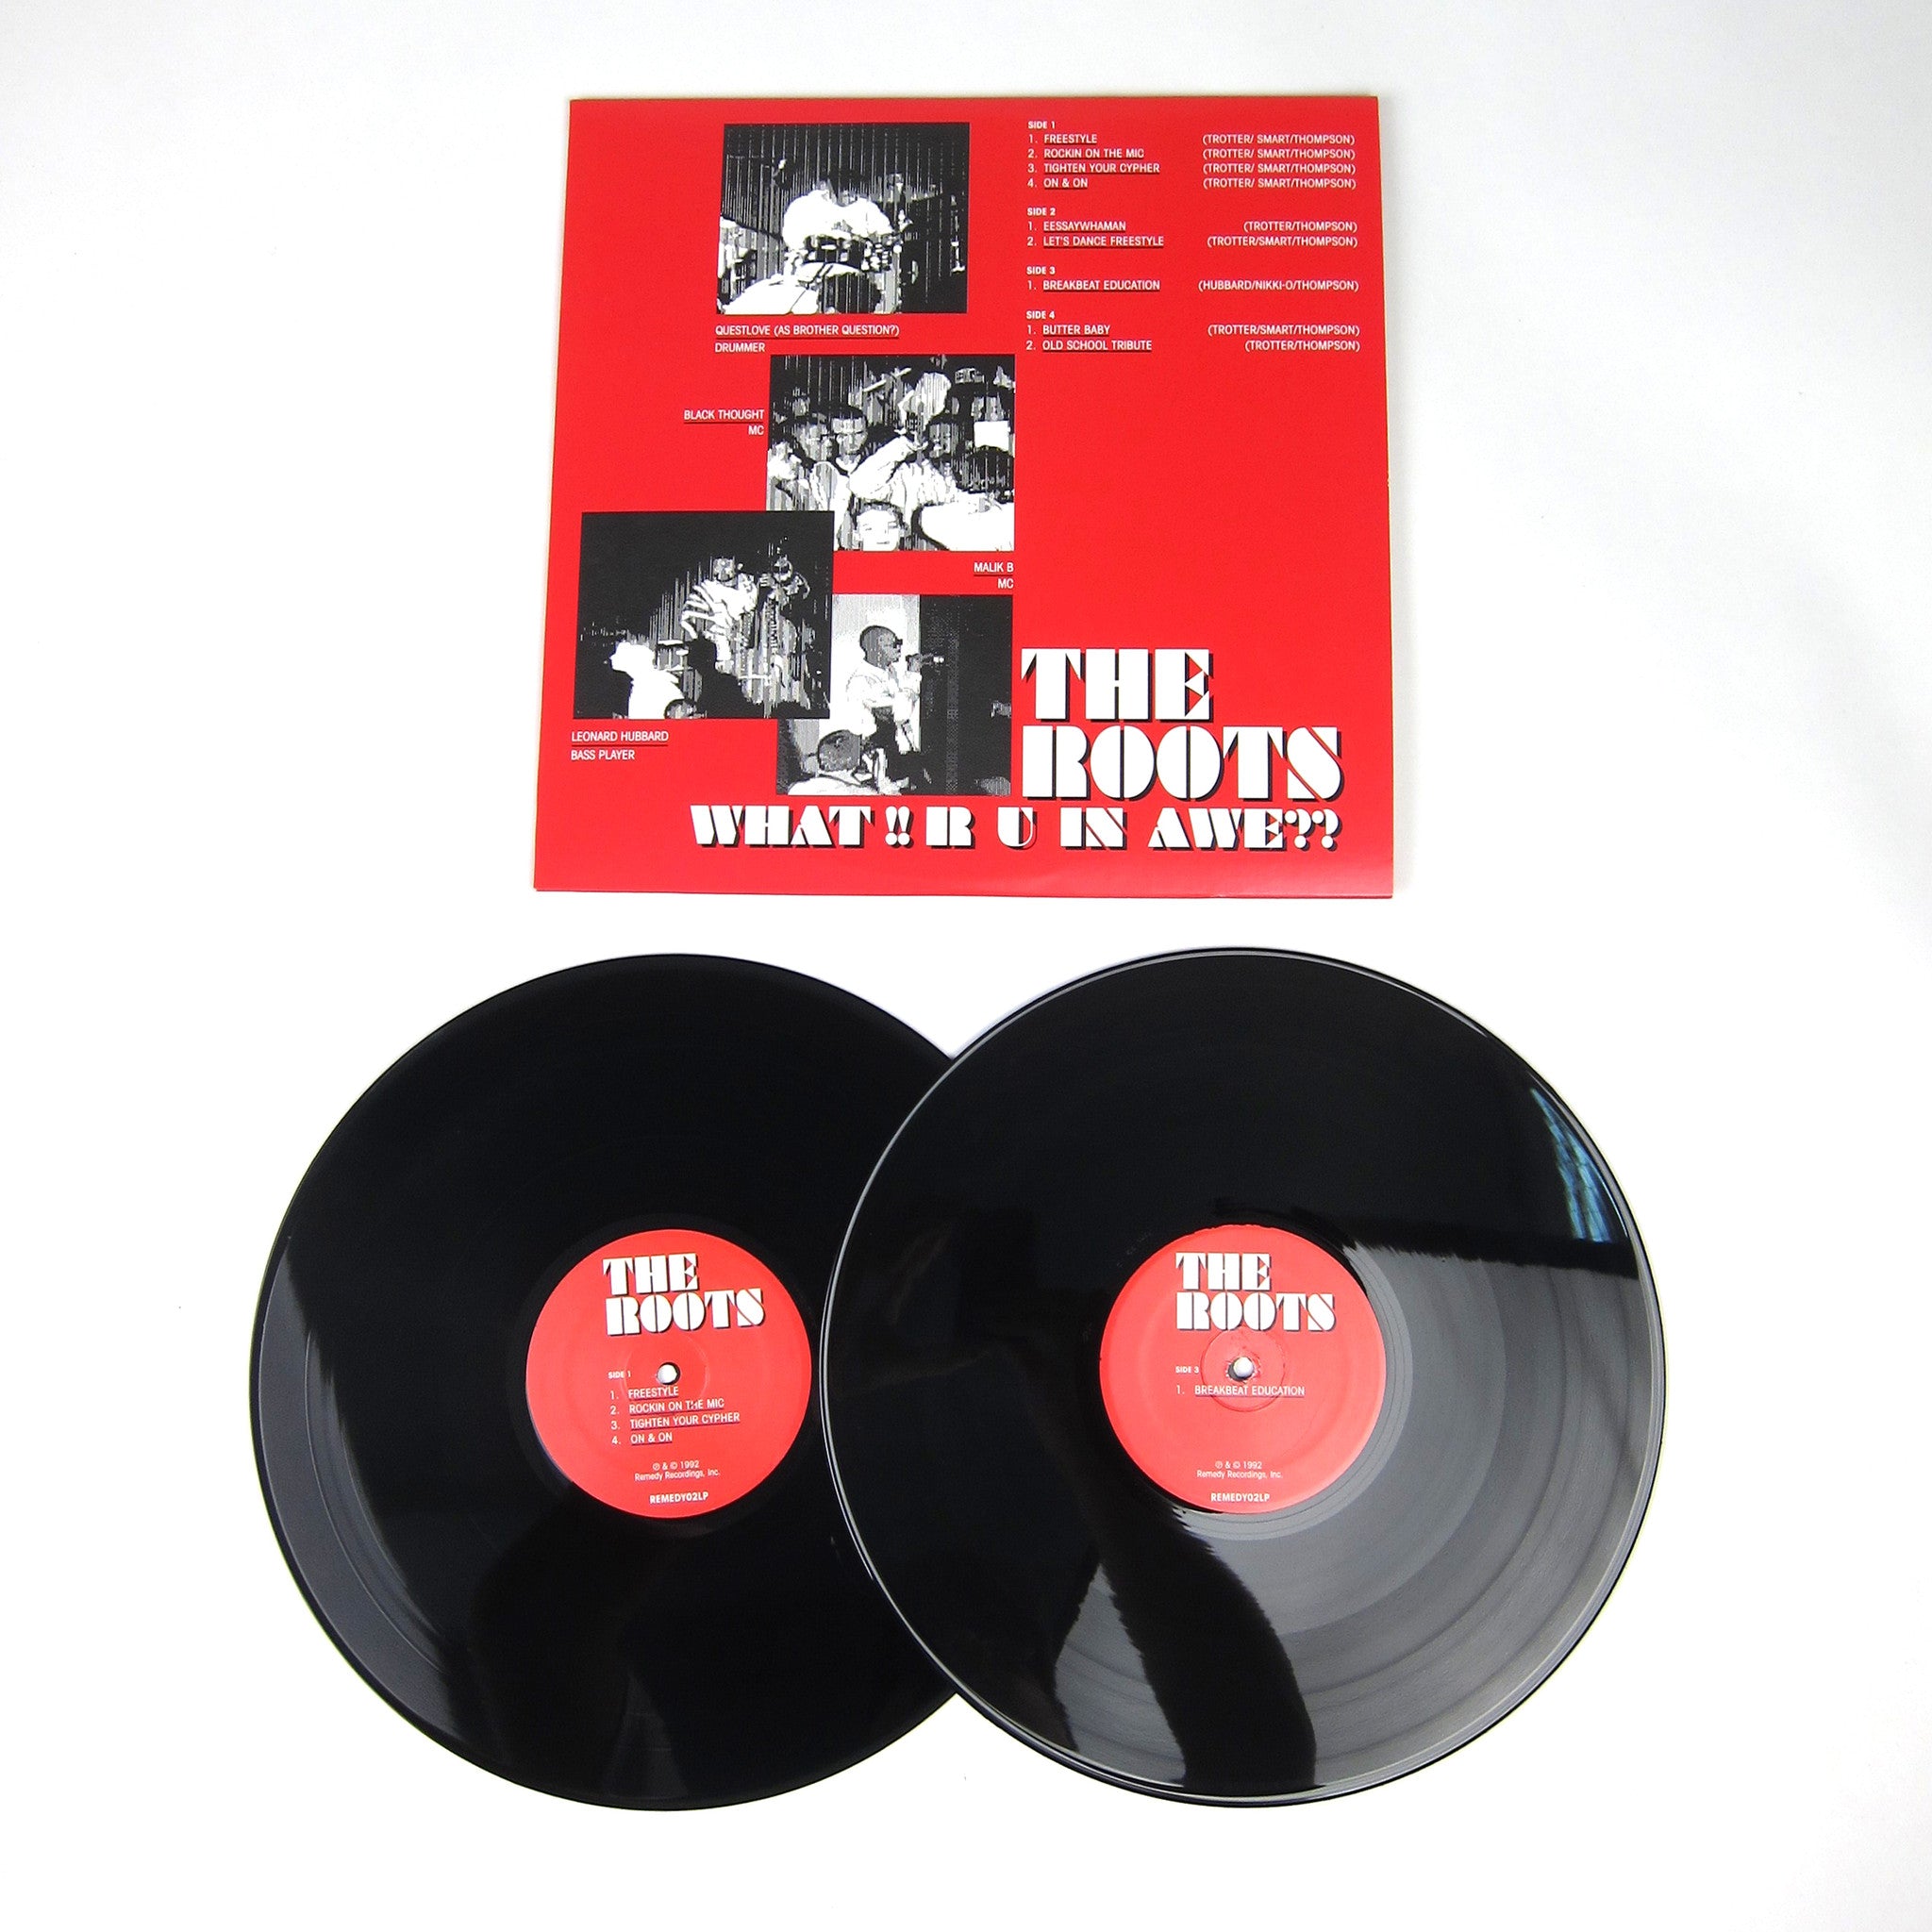 SIDE 1
1. FREESTYLE (TROTTER/ SMART/THOMPSON)
2. ROCKIN ON THE MIC (TROTTER/ SMART/THOMPSON)
3. TIGHTEN YOUR CYPHER (TROTTER/ SMART/THOMPSON)
4. ON & ON (TROTTER/ SMART/THOMPSON)
SIDE 2
1. EESSAYWHAMAN (TROTTER/THOMPSON)
2. LET'S DANCE FREESTYLE (TROTTER/SMART/THOMPSON)
SIDE 3
1. BREAKBEAT EDUCATION (HUBBARD/NIKKI-O/THOMPSON)
SIDE 4
1. BUTTER BABY (TROTTER/SMART/THOMPSON)
2. OLD SCHOOL TRIBUTE (TROTTER/THOMPSON)
QUESTLOVE (AS BROTHER QUESTION?)
DRUMMER
BLACK THOUGHT
MC
MALIK B
MC
LEONARD HUBBARD
BASS PLAYER
THE
ROOTS
WHAT !! R U IN AWE??
THE
ROOTS
SIDE 1
1. FREESTYLE
2. ROCKIN ON THE MIC
3. TIGHTEN YOUR CYPHER
4. ON & ON
℗ & © 1992
Remedy Recordings, Inc.
REMEDY02LP
THE
ROOTS
SIDE 3
1. BREAKBEAT EDUCATION
℗ & © 1992
Remedy Recordings, Inc.
REMEDY02LP